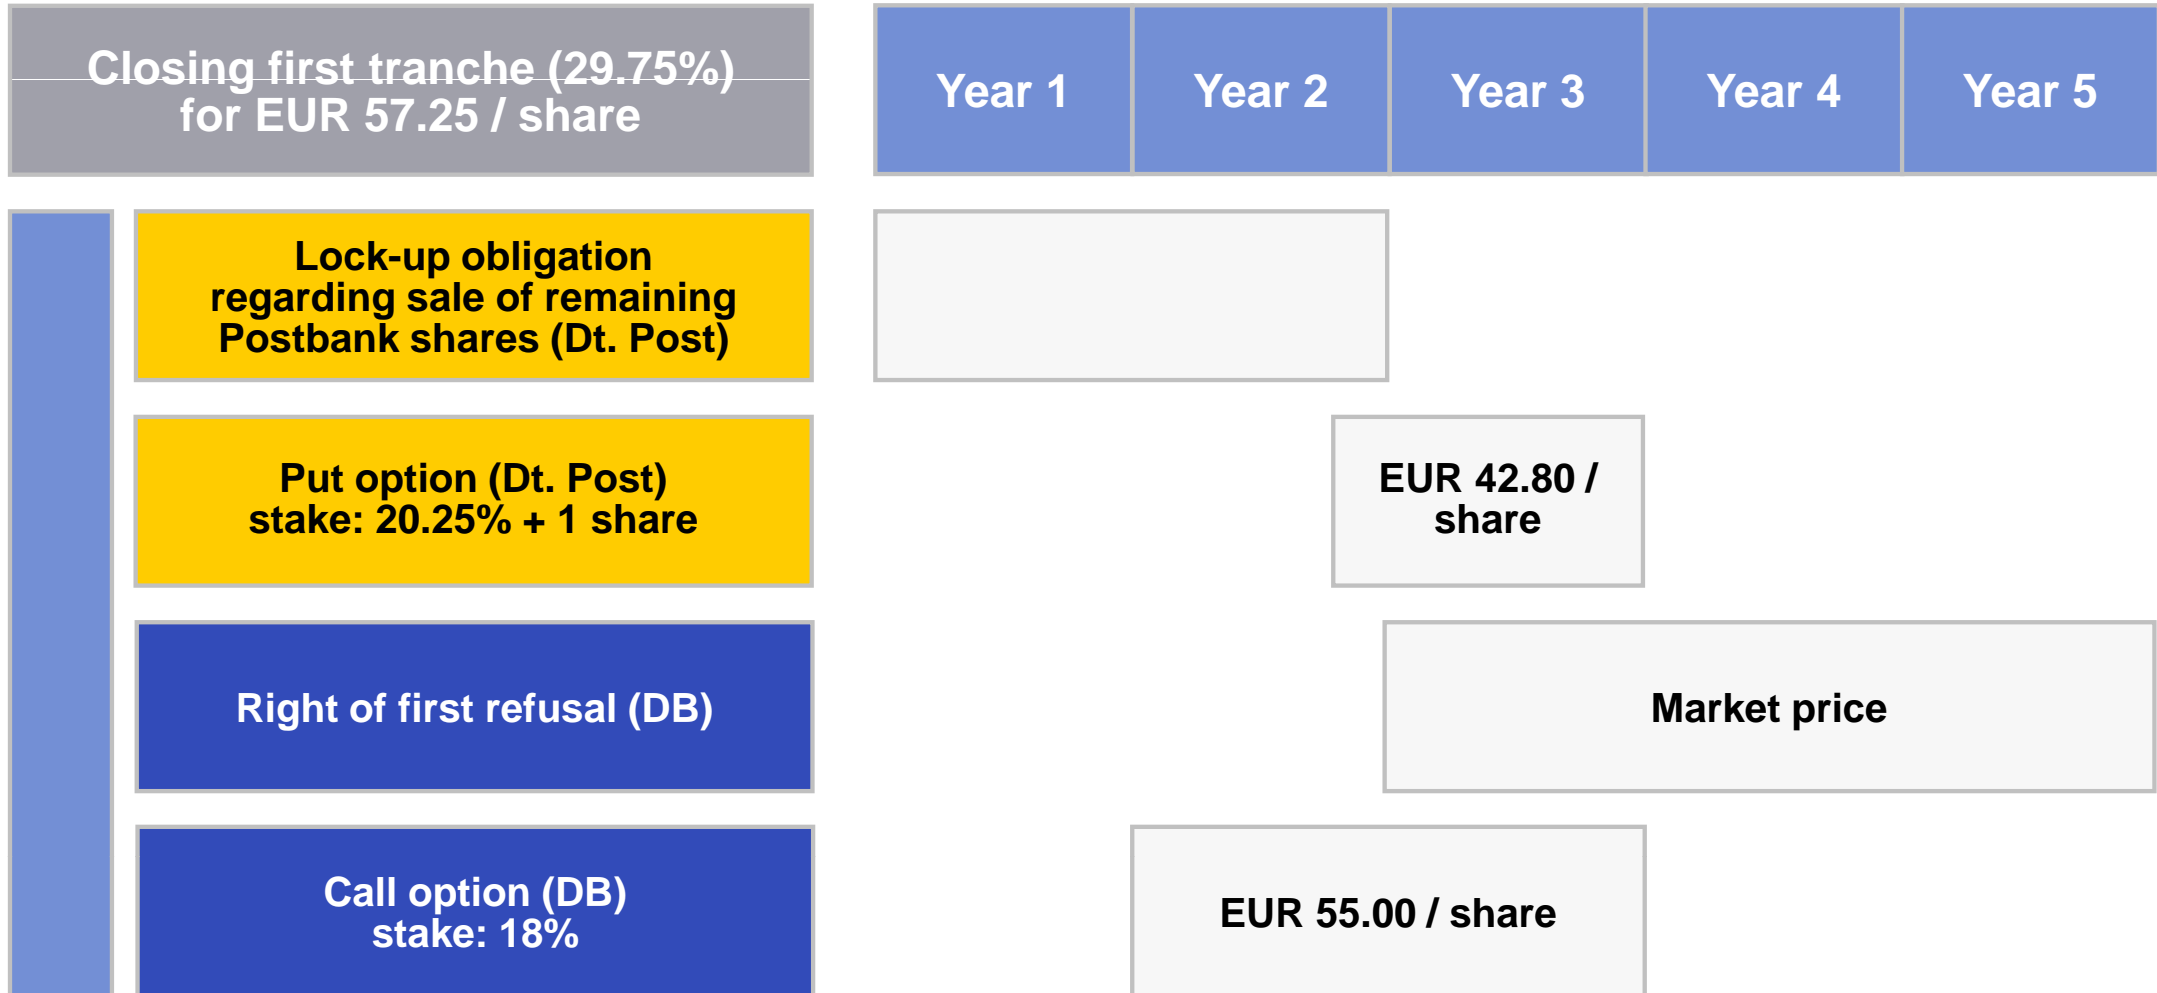 Closing first tranche (29.75%)
for EUR 57.25 / share
Year 1
Year 2
Year 3
Year 4
Year 5
Lock-up obligation
regarding sale of remaining
Postbank shares (Dt. Post)
Put option (Dt. Post)
stake: 20.25% + 1 share
EUR 42.80 /
share
Right of first refusal (DB)
Market price
Call option (DB)
stake: 18%
EUR 55.00 / share